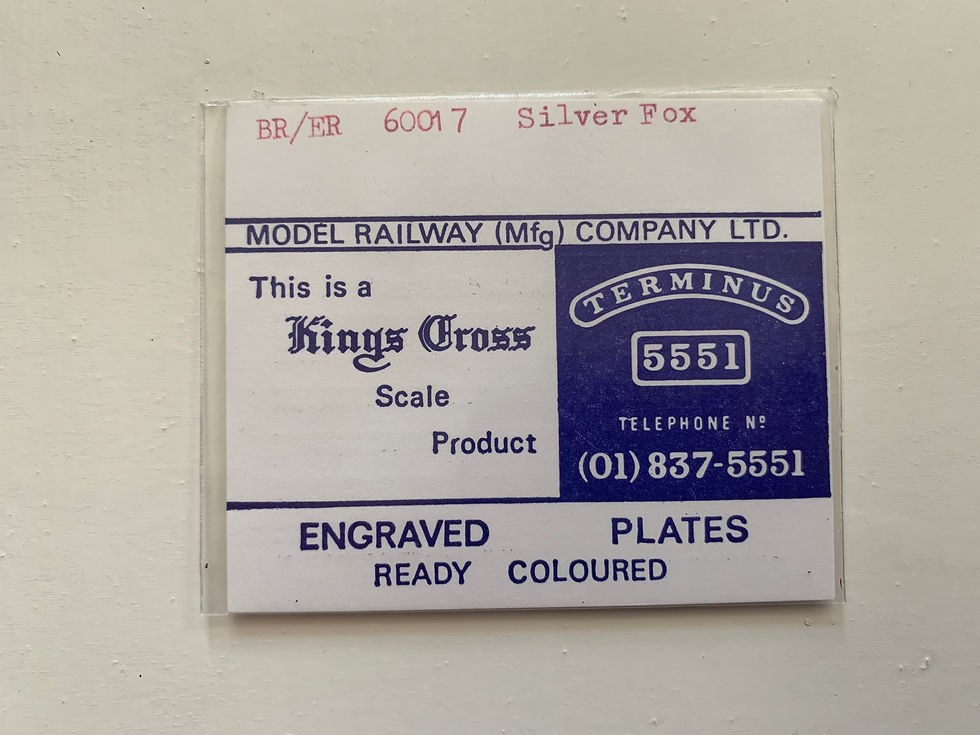 BR/ER 60017 Silver Fox
MODEL RAILWAY (Mfg) COMPANY LTD.
This is a
Kings Cross
Scale
Product
TERMINUS
5551
TELEPHONE Nº
(01) 837-5551
ENGRAVED PLATES
READY COLOURED